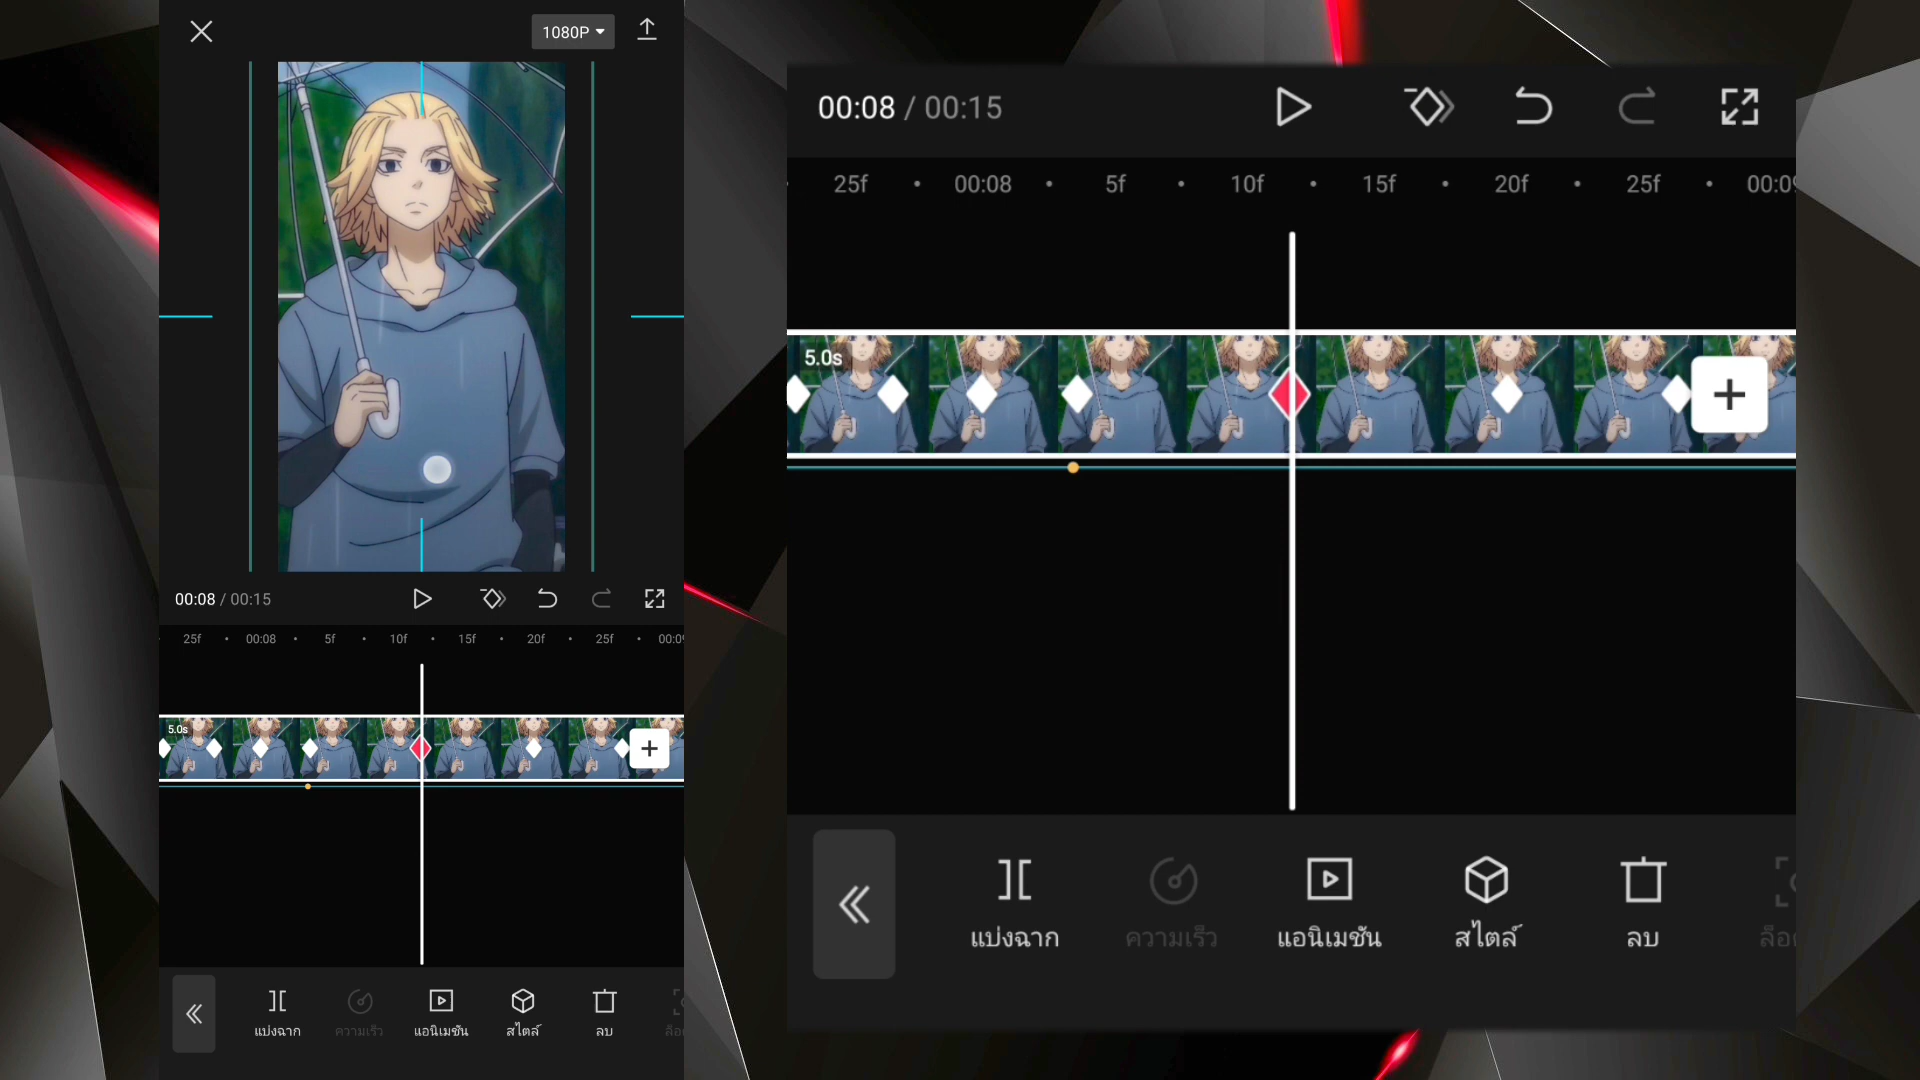 1080P
00:08 / 00:15
25f 00:08 5f 10f 15f 20f 25f
5.0s
แบ่งฉาก ความเร็ว แอนิเมชัน สไตล์ ลบ
00:08 / 00:15
25f 00:08 5f 10f 15f 20f 25f
5.0s
แบ่งฉาก ความเร็ว แอนิเมชัน สไตล์ ลบ